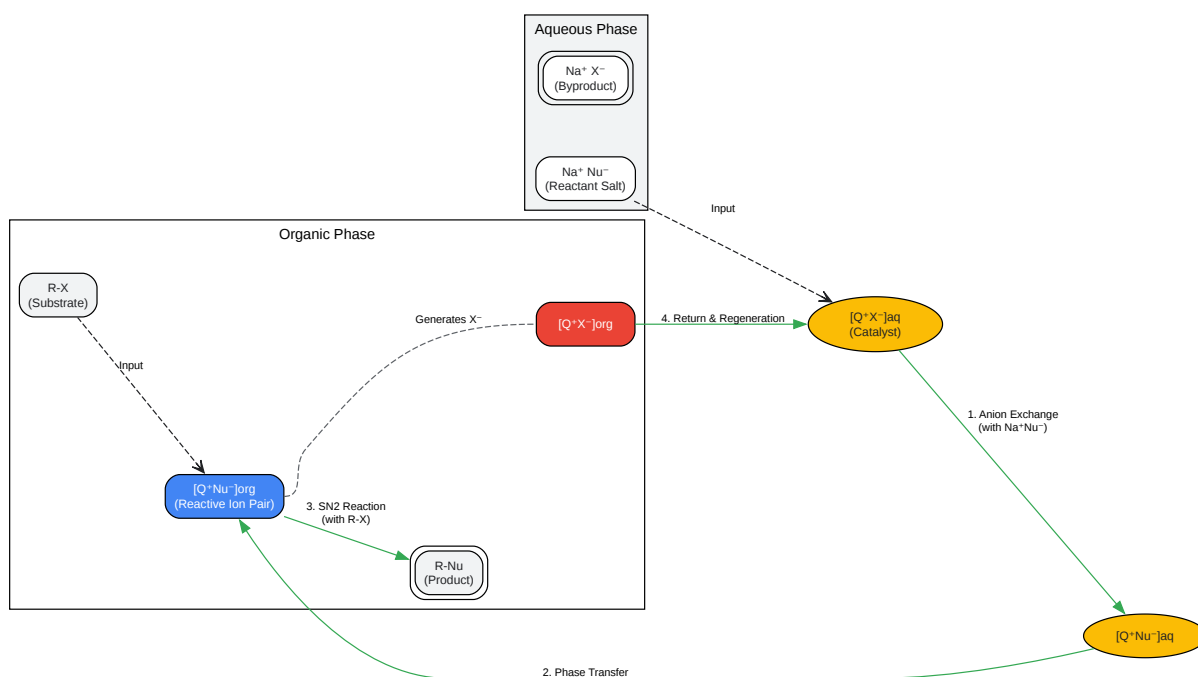 Aqueous Phase
Na⁺ X⁻
(Byproduct)
Na⁺ Nu⁻
(Reactant Salt)
Input
Organic Phase
R-X
(Substrate)
Input
Generates X⁻
[Q⁺X⁻]org
4. Return & Regeneration
[Q⁺X⁻]aq
(Catalyst)
1. Anion Exchange
(with Na⁺Nu⁻)
[Q⁺Nu⁻]org
(Reactive Ion Pair)
3. SN2 Reaction
(with R-X)
R-Nu
(Product)
[Q⁺Nu⁻]aq
2. Phase Transfer